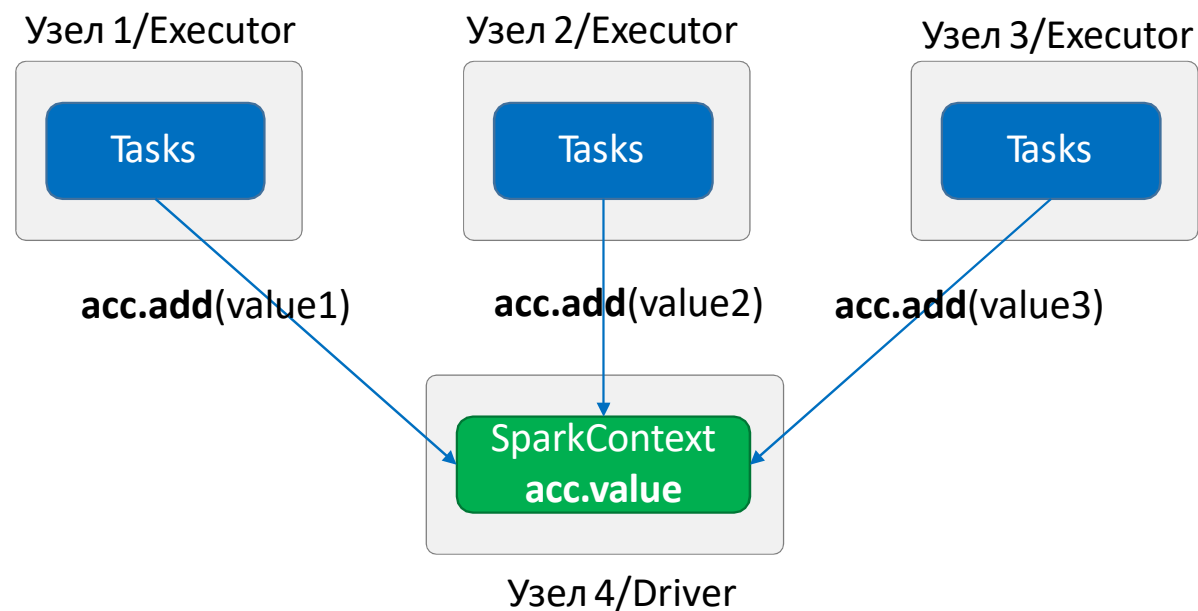 Узел 1/Executor
Узел 2/Executor
Узел 3/Executor
Tasks
Tasks
Tasks
acc.add(value1)
acc.add(value2)
acc.add(value3)
SparkContext
acc.value
Узел 4/Driver